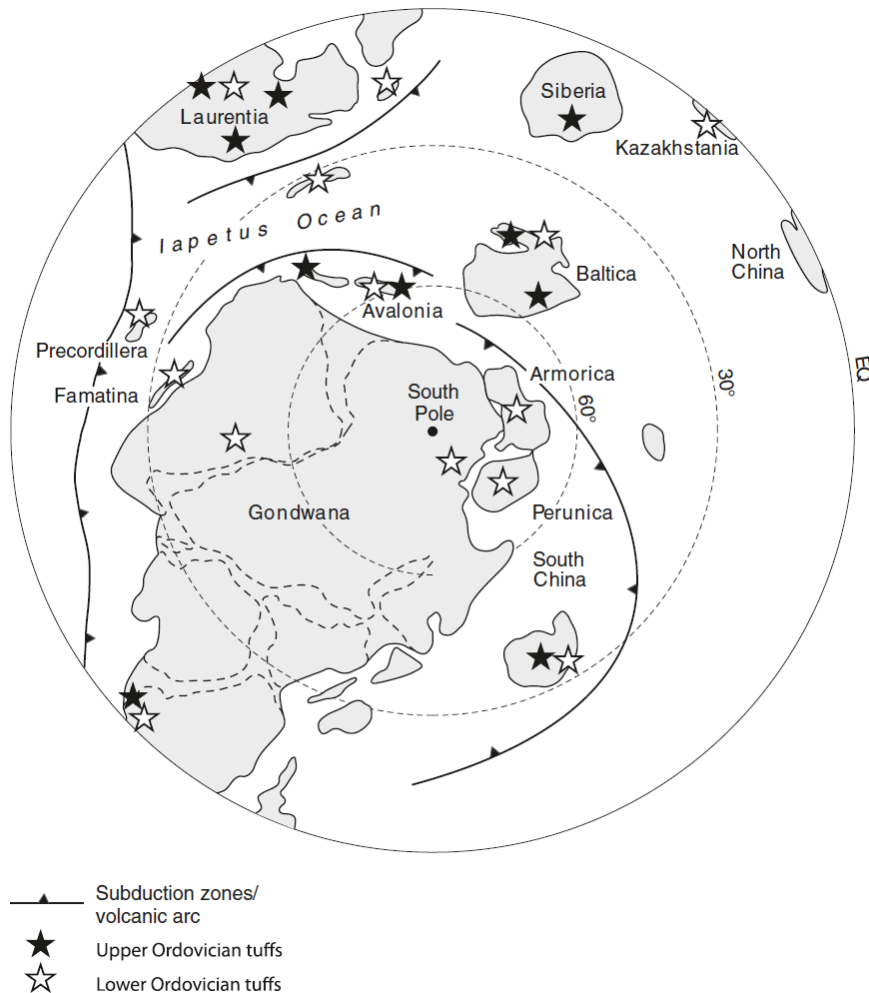 Laurentia
Siberia
Kazakhstania
Iapetus Ocean
North
China
Baltica
Avalonia
Precordillera
Famatina
Armorica
30°
EQ
60°
South
Pole
Gondwana
Perunica
South
China
Subduction zones/
volcanic arc
Upper Ordovician tuffs
Lower Ordovician tuffs